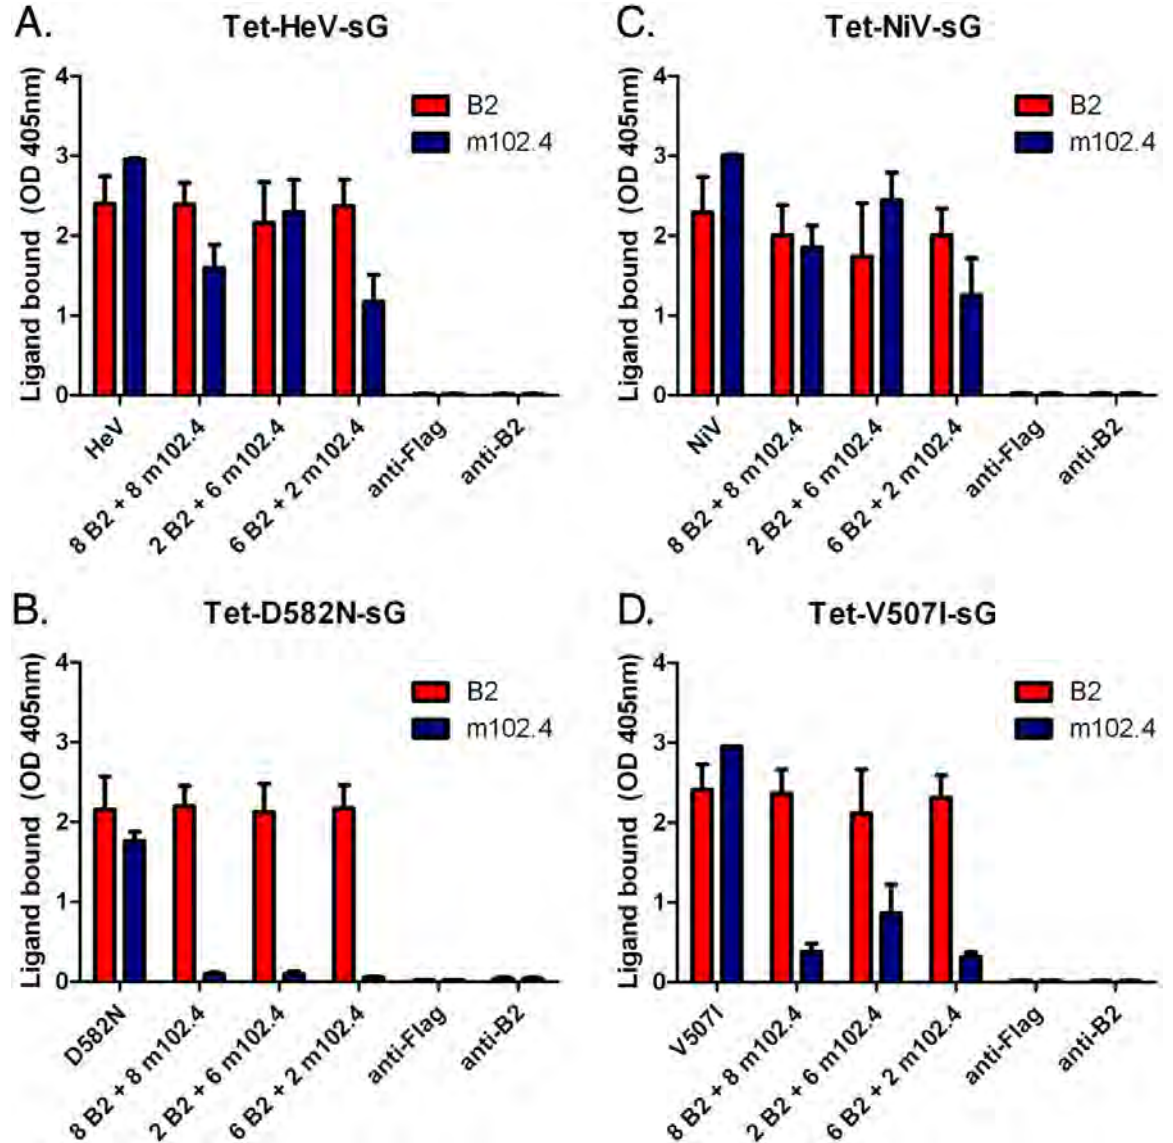 A.
Tet-HeV-sG
Ligand bound (OD 405nm)
4
3
2
1
0
B2
m102.4
HeV
8 B2 + 8 m102.4
2 B2 + 6 m102.4
6 B2 + 2 m102.4
anti-Flag
anti-B2
C.
Tet-NiV-sG
Ligand bound (OD 405nm)
4
3
2
1
0
B2
m102.4
NiV
8 B2 + 8 m102.4
2 B2 + 6 m102.4
6 B2 + 2 m102.4
anti-Flag
anti-B2
B.
Tet-D582N-sG
Ligand bound (OD 405nm)
4
3
2
1
0
B2
m102.4
D582N
8 B2 + 8 m102.4
2 B2 + 6 m102.4
6 B2 + 2 m102.4
anti-Flag
anti-B2
D.
Tet-V507I-sG
Ligand bound (OD 405nm)
4
3
2
1
0
B2
m102.4
V507I
8 B2 + 8 m102.4
2 B2 + 6 m102.4
6 B2 + 2 m102.4
anti-Flag
anti-B2